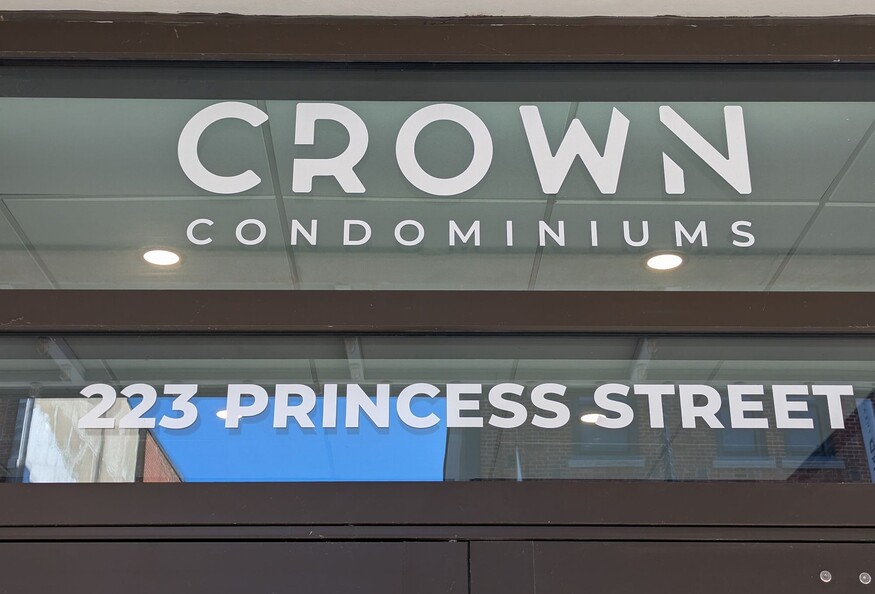 CROWN
CONDOMINIUMS
223 PRINCESS STREET